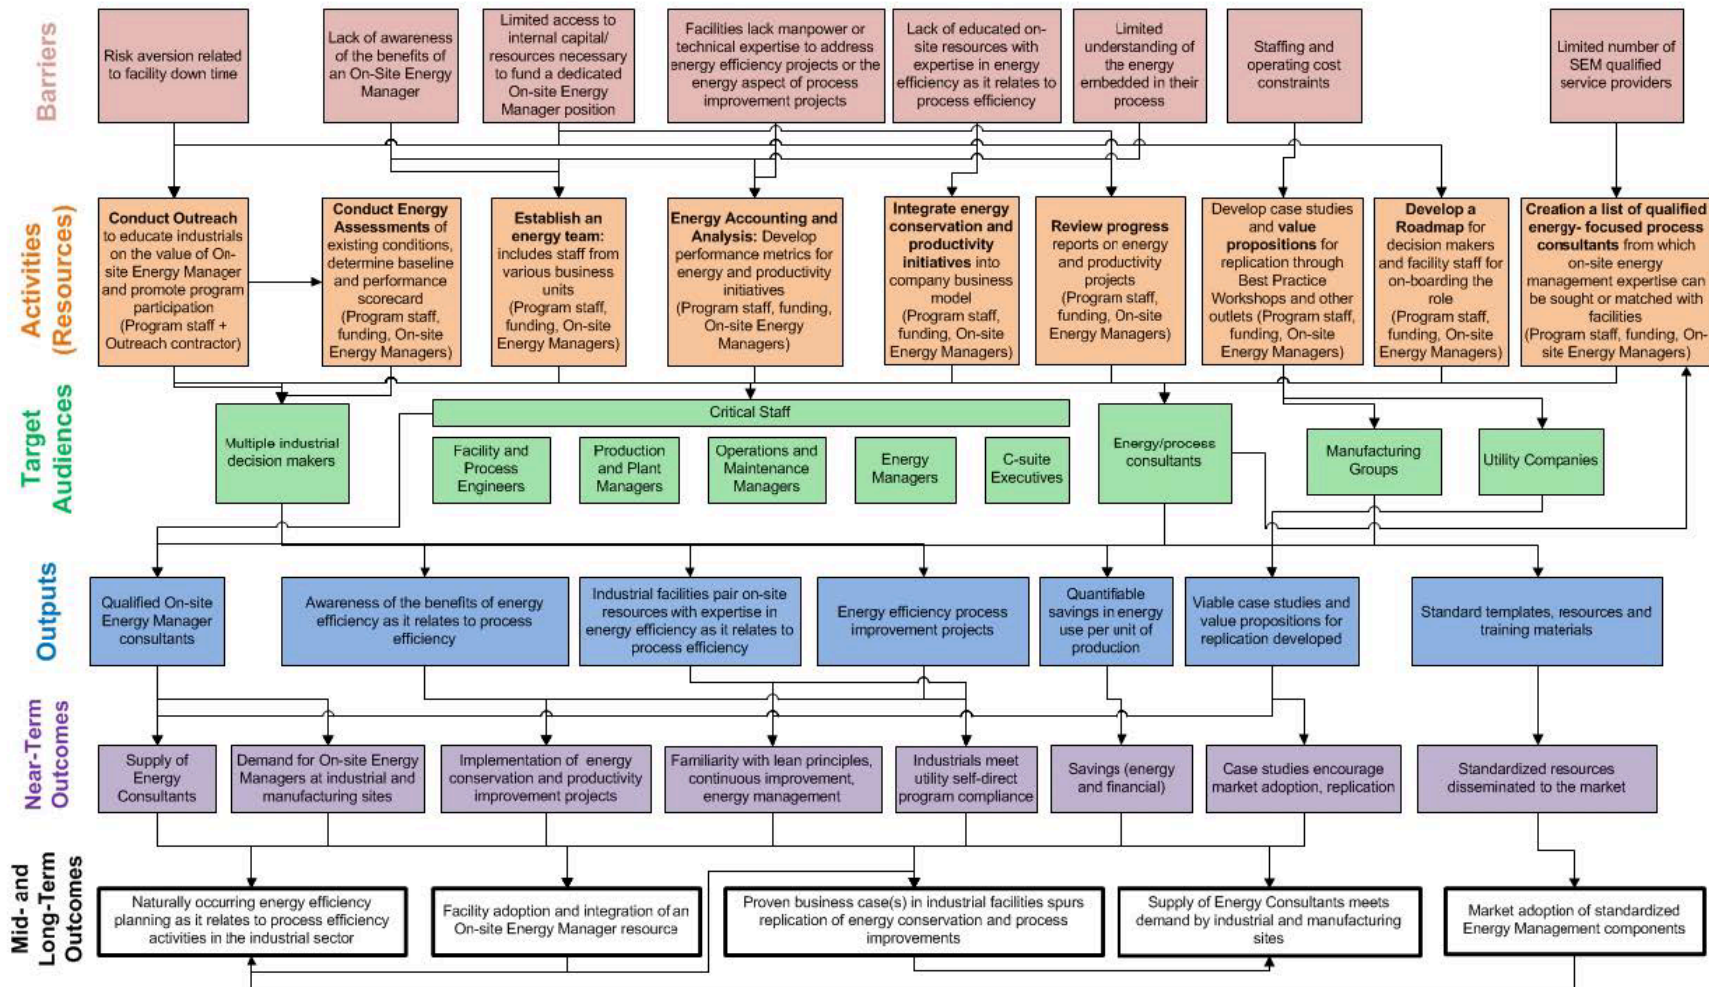 Barriers
Risk aversion related
to facility down time
Lack of awareness
of the benefits of
an On-Site Energy
Manager
Limited access to
internal capital/
resources necessary
to fund a dedicated
On-site Energy
Manager position
Facilities lack manpower or
technical expertise to address
energy efficiency projects or the
energy aspect of process
improvement projects
Lack of educated on-
site resources with
expertise in energy
efficiency as it relates to
process efficiency
Limited
understanding of
the energy
embedded in their
process
Staffing and
operating cost
constraints
Limited number of
SEM qualified
service providers
Activities
(Resources)
Conduct Outreach
to educate industrials
on the value of On-
site Energy Manager
and promote program
participation
(Program staff +
Outreach contractor)
Conduct Energy
Assessments of
existing conditions,
determine baseline
and performance
scorecard
(Program staff,
funding, On-site
Energy Managers)
Establish an
energy team:
includes staff from
various business
units
(Program staff,
funding, On-site
Energy Managers)
Energy Accounting and
Analysis: Develop
performance metrics for
energy and productivity
initiatives
(Program staff, funding,
On-site Energy
Managers)
Integrate energy
conservation and
productivity
initiatives into
company business
model
(Program staff,
funding, On-site
Energy Managers)
Review progress
reports on energy
and productivity
projects
(Program staff,
funding, On-site
Energy Managers)
Develop case studies
and value
propositions for
replication through
Best Practice
Workshops and other
outlets (Program staff,
funding, On-site
Energy Managers)
Develop a
Roadmap for
decision makers
and facility staff for
on-boarding the
role
(Program staff,
funding, On-site
Energy Managers)
Creation a list of qualified
energy- focused process
consultants from which
on-site energy
management expertise can
be sought or matched with
facilities
(Program staff, funding, On-
site Energy Managers)
Target
Audiences
Multiple industrial
decision makers
Critical Staff
Facility and
Process
Engineers
Production
and Plant
Managers
Operations and
Maintenance
Managers
Energy
Managers
C-suite
Executives
Energy/process
consultants
Manufacturing
Groups
Utility Companies
Outputs
Qualified On-site
Energy Manager
consultants
Awareness of the benefits of energy
efficiency as it relates to process
efficiency
Industrial facilities pair on-site
resources with expertise in
energy efficiency as it relates to
process efficiency
Energy efficiency process
improvement projects
Quantifiable
savings in energy
use per unit of
production
Viable case studies and
value propositions for
replication developed
Standard templates, resources and
training materials
Near-Term
Outcomes
Supply of
Energy
Consultants
Demand for On-site Energy
Managers at industrial and
manufacturing sites
Implementation of energy
conservation and productivity
improvement projects
Familiarity with lean principles,
continuous improvement,
energy management
Industrials meet
utility self-direct
program compliance
Savings (energy
and financial)
Case studies encourage
market adoption, replication
Standardized resources
disseminated to the market
Mid- and
Long-Term
Outcomes
Naturally occurring energy efficiency
planning as it relates to process efficiency
activities in the industrial sector
Facility adoption and integration of an
On-site Energy Manager resource
Proven business case(s) in industrial facilities spurs
replication of energy conservation and process
improvements
Supply of Energy Consultants meets
demand by industrial and manufacturing
sites
Market adoption of standardized
Energy Management components